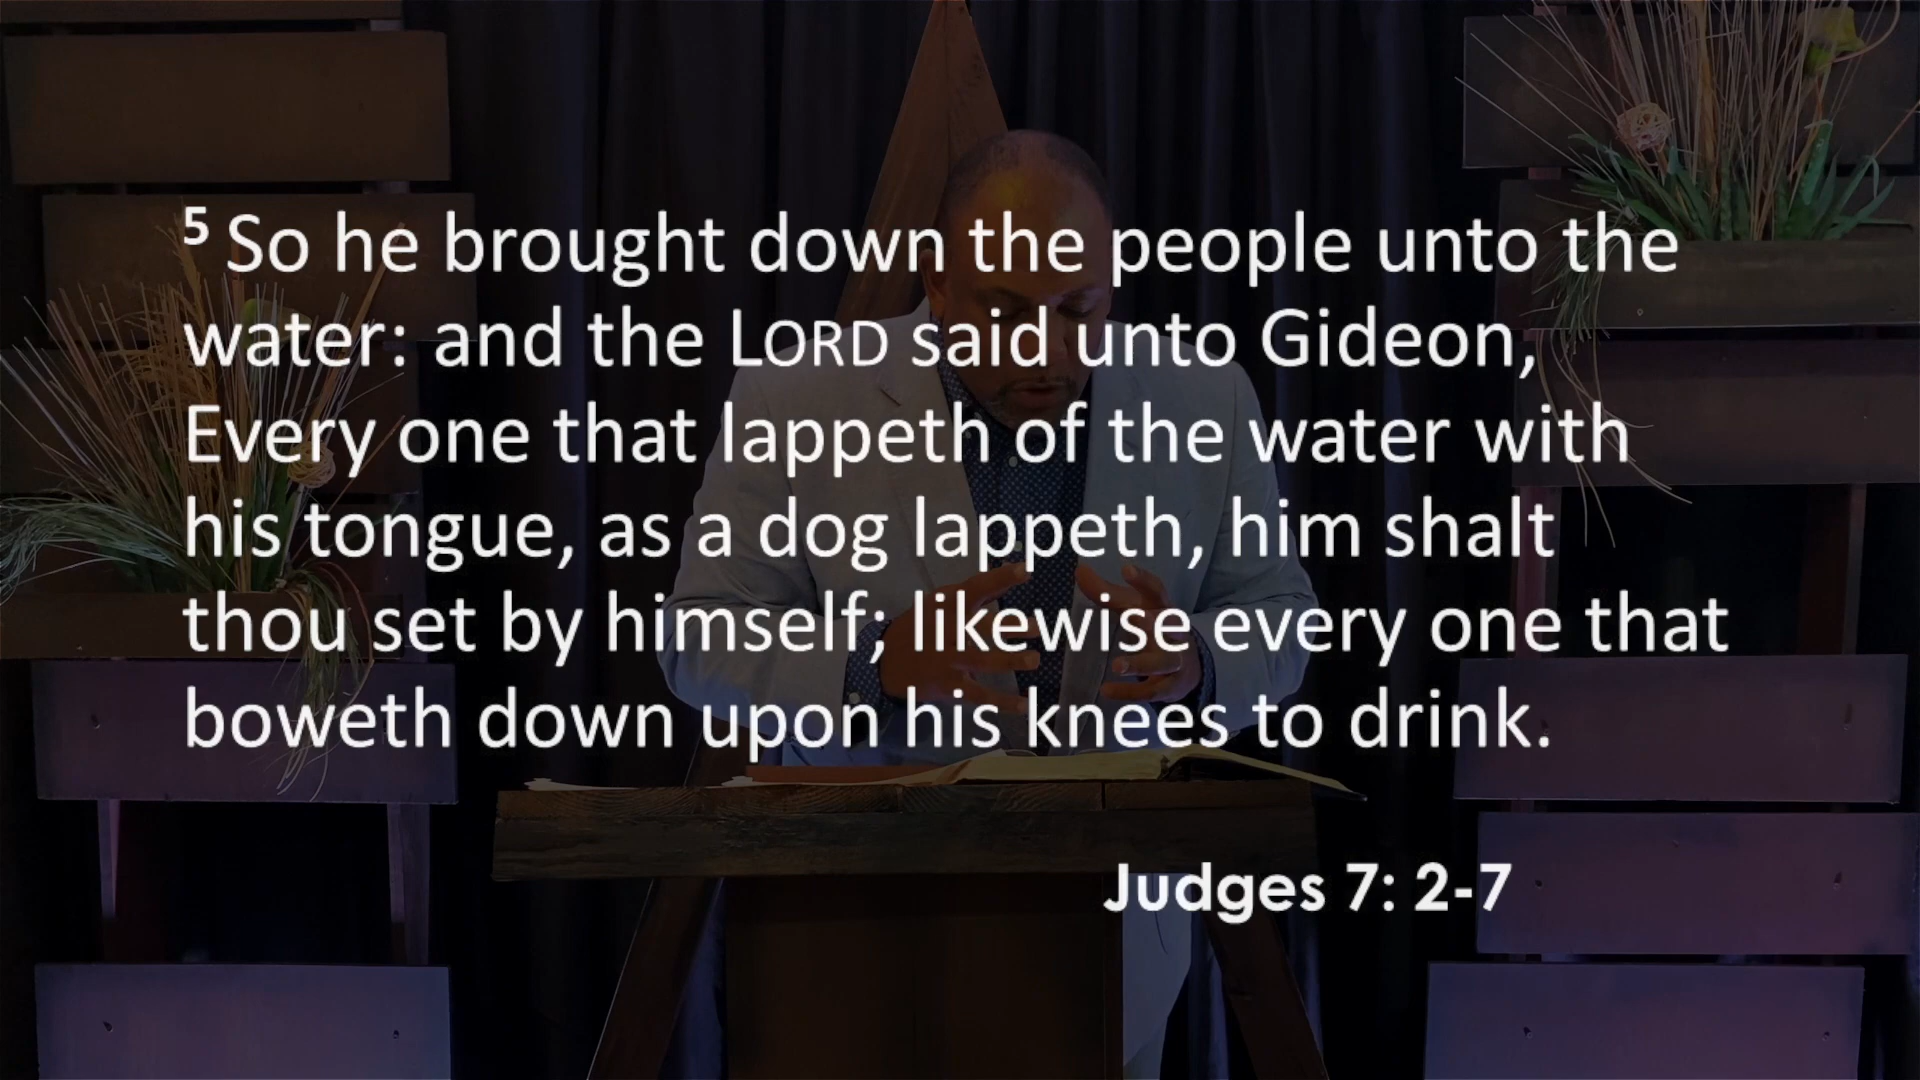 5 So he brought down the people unto the
water: and the LORD said unto Gideon,
Every one that lappeth of the water with
his tongue, as a dog lappeth, him shalt
thou set by himself; likewise every one that
boweth down upon his knees to drink.
Judges 7: 2-7